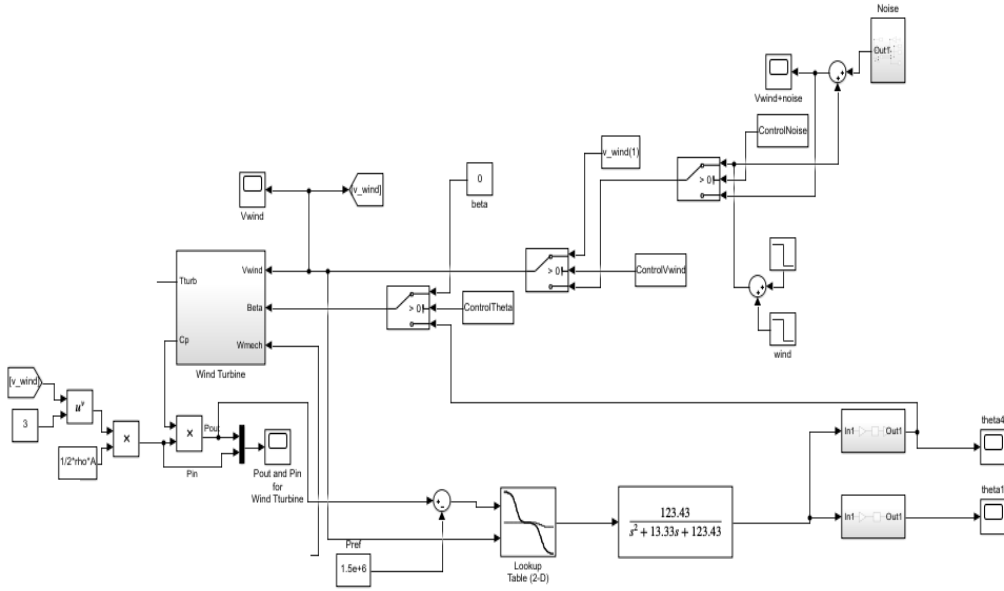 Noise
Out1
Vwind+noise
ControlNoise
v_wind(1)
> 0
0
beta
[v_wind]
Vwind
Vwind
> 0
ControlVwind
Tturb
Beta
> 0
ControlTheta
Cp
Wmech
wind
Wind Turbine
[v_wind]
u^v
3
×
×
Pout
1/2*rho*A
Pin
Pout and Pin
for
Wind Tturbine
theta4
In1
Out1
theta1
In1
Out1
123.43
s² + 13.33s + 123.43
Pref
1.5e+6
Lookup
Table (2-D)